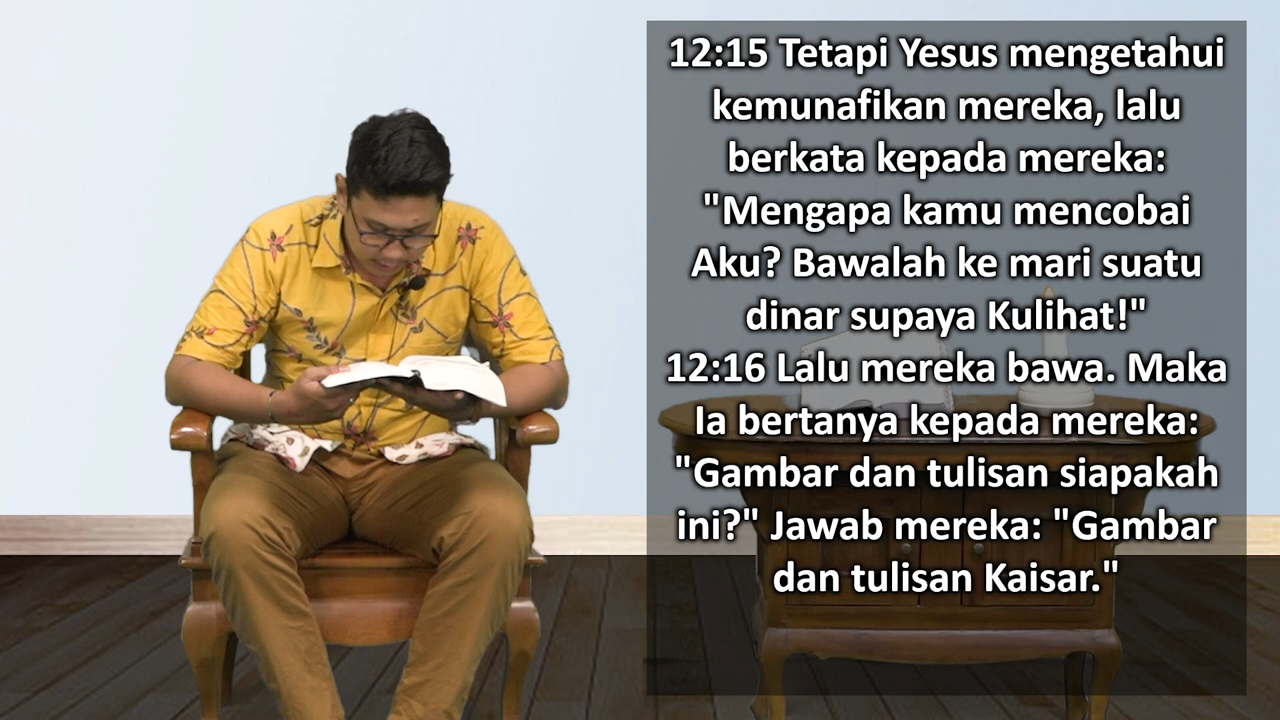 12:15 Tetapi Yesus mengetahui
kemunafikan mereka, lalu
berkata kepada mereka:
"Mengapa kamu mencobai
Aku? Bawalah ke mari suatu
dinar supaya Kulihat!"
12:16 Lalu mereka bawa. Maka
Ia bertanya kepada mereka:
"Gambar dan tulisan siapakah
ini?" Jawab mereka: "Gambar
dan tulisan Kaisar."